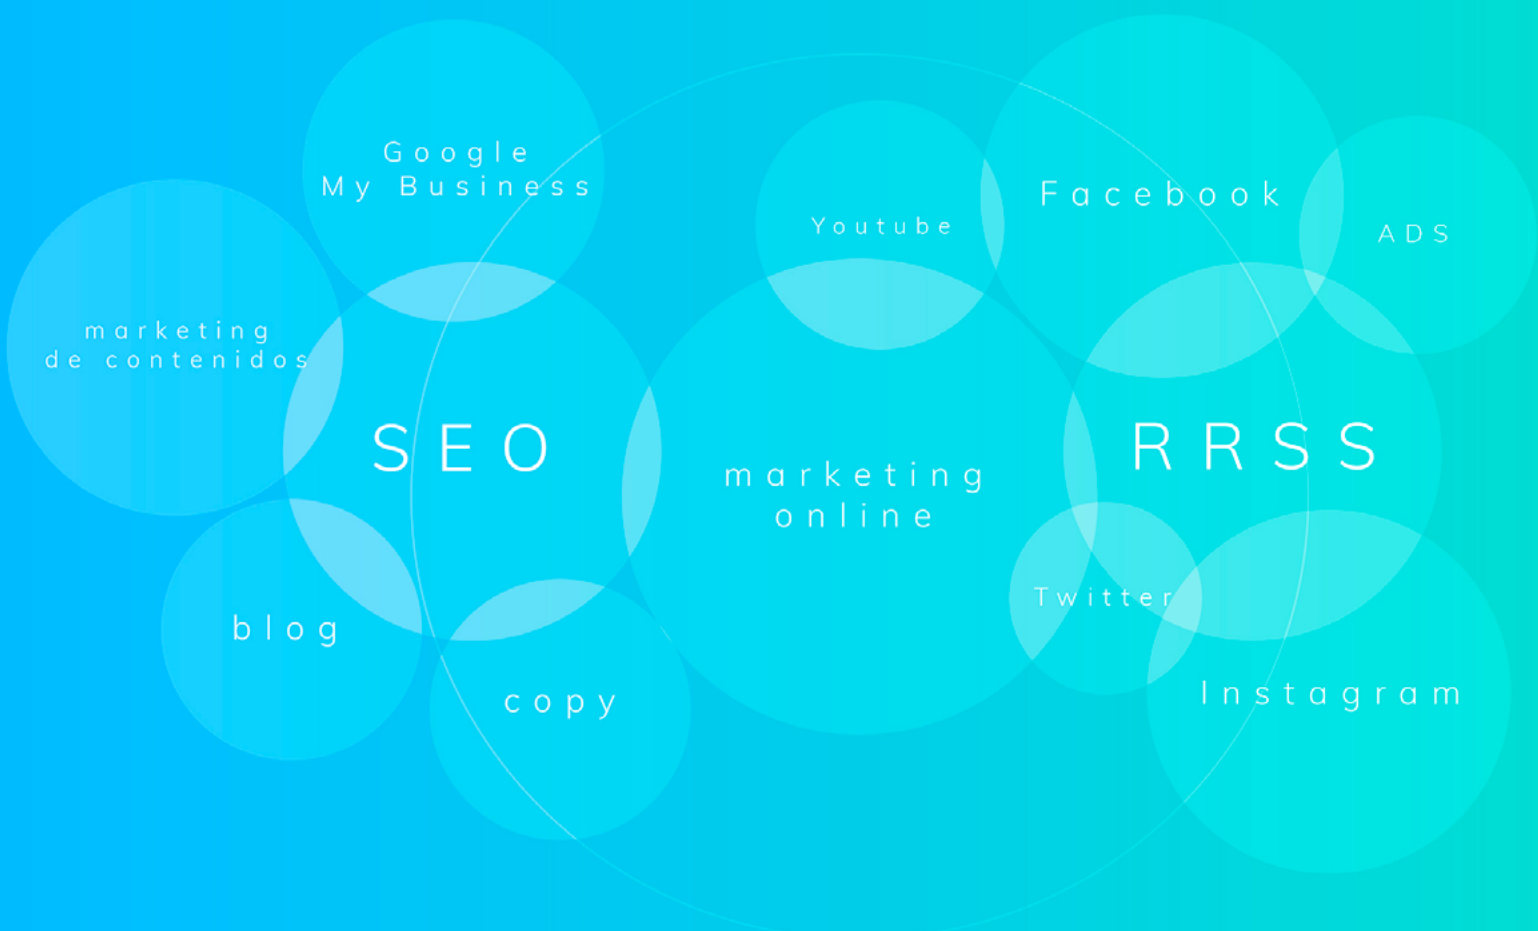 Google
My Business
marketing
de contenidos
SEO
blog
copy
Youtube
marketing
online
Facebook
ADS
RRSS
Twitter
Instagram